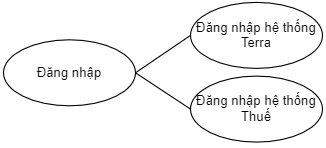 Đăng nhập hệ thống
Terra
Đăng nhập
Đăng nhập hệ thống
Thuế